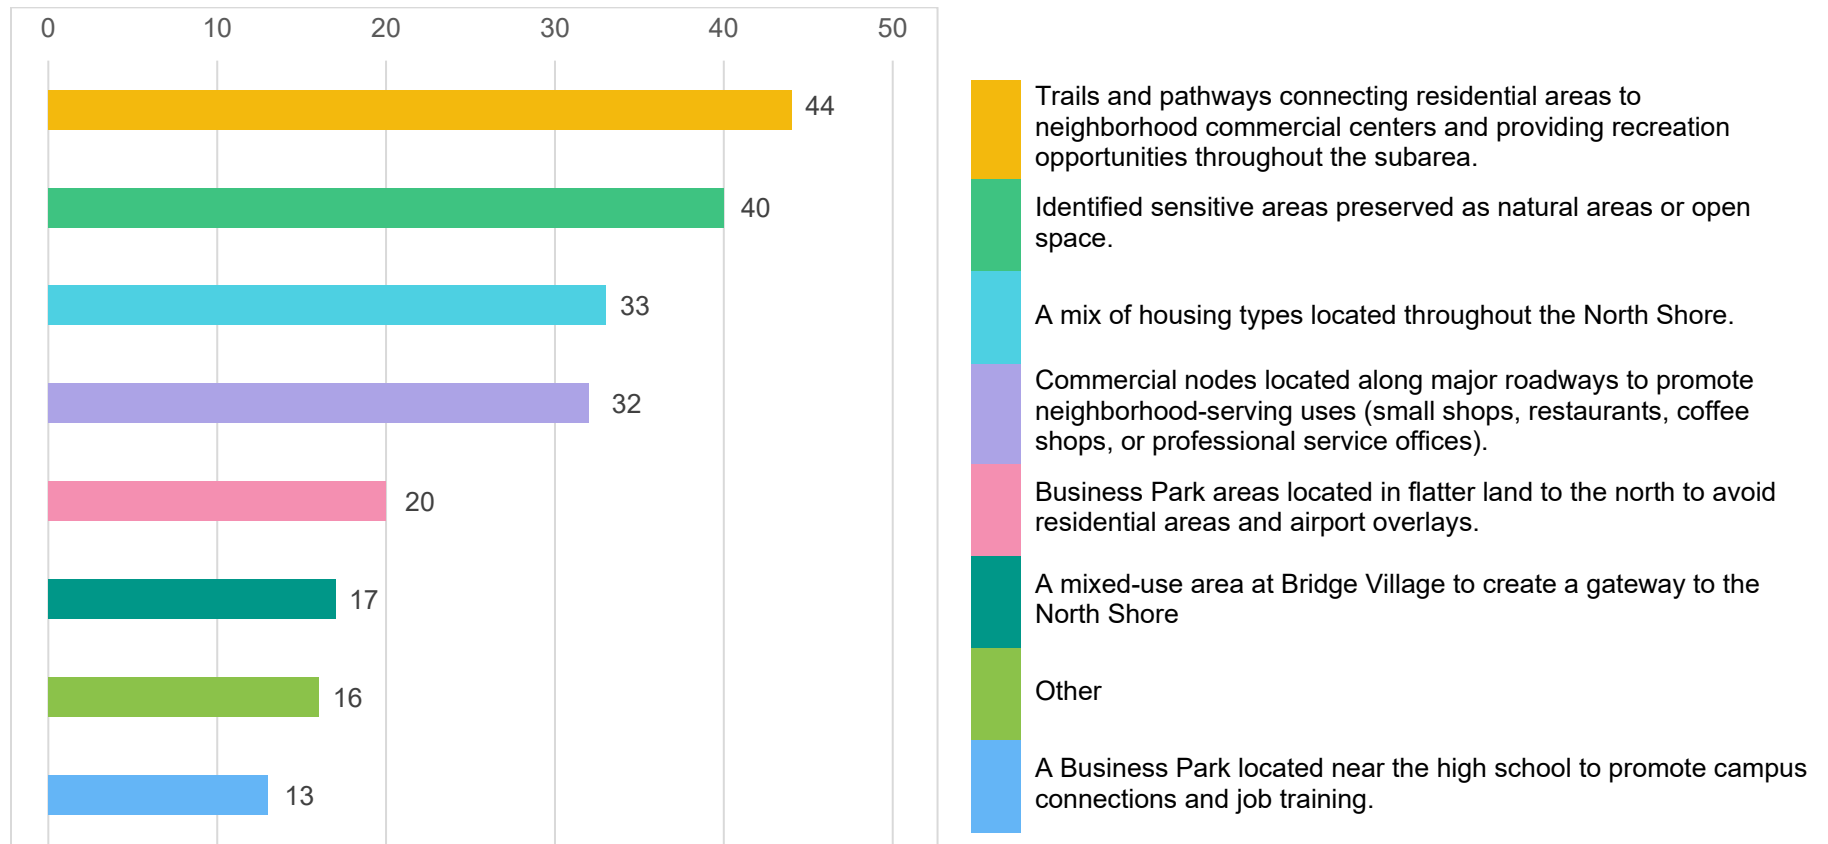 0 10 20 30 40 50
44
Trails and pathways connecting residential areas to
neighborhood commercial centers and providing recreation
opportunities throughout the subarea.
40
Identified sensitive areas preserved as natural areas or open
space.
33
A mix of housing types located throughout the North Shore.
32
Commercial nodes located along major roadways to promote
neighborhood-serving uses (small shops, restaurants, coffee
shops, or professional service offices).
20
Business Park areas located in flatter land to the north to avoid
residential areas and airport overlays.
17
A mixed-use area at Bridge Village to create a gateway to the
North Shore
16
Other
13
A Business Park located near the high school to promote campus
connections and job training.